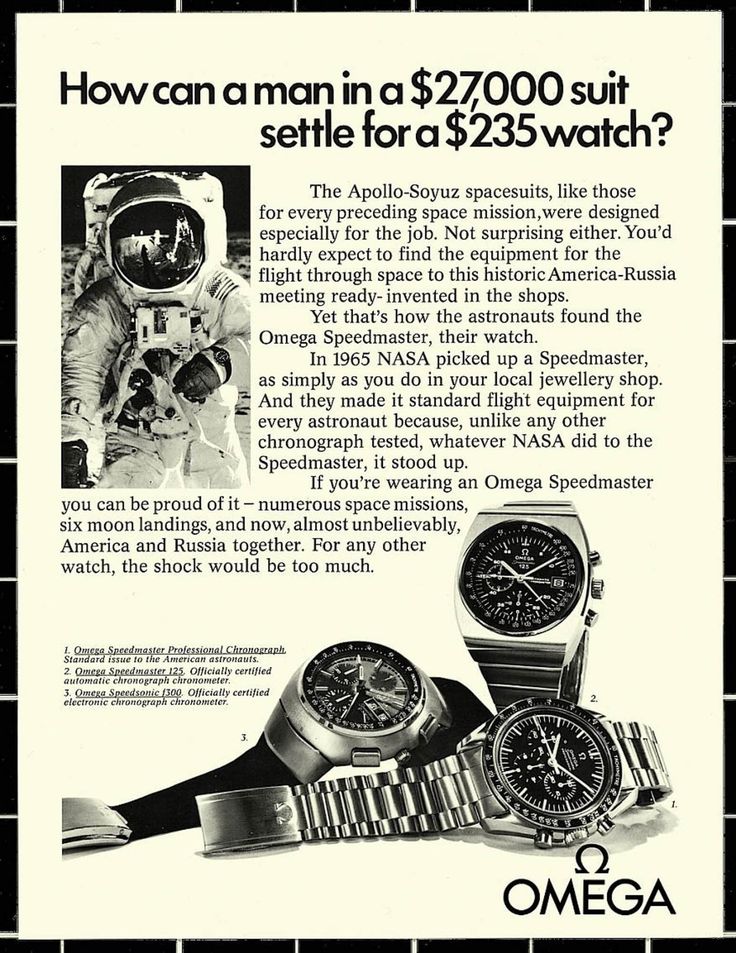 How can a man in a $27,000 suit
settle for a $235 watch?
The Apollo-Soyuz spacesuits, like those
for every preceding space mission,were designed
especially for the job. Not surprising either. You'd
hardly expect to find the equipment for the
flight through space to this historic America-Russia
meeting ready-invented in the shops.
Yet that's how the astronauts found the
Omega Speedmaster, their watch.
In 1965 NASA picked up a Speedmaster,
as simply as you do in your local jewellery shop.
And they made it standard flight equipment for
every astronaut because, unlike any other
chronograph tested, whatever NASA did to the
Speedmaster, it stood up.
If you're wearing an Omega Speedmaster
you can be proud of it – numerous space missions,
six moon landings, and now, almost unbelievably,
America and Russia together. For any other
watch, the shock would be too much.
1. Omega Speedmaster Professional Chronograph.
Standard issue to the American astronauts.
2. Omega Speedmaster 125. Officially certified
automatic chronograph chronometer.
3. Omega Speedsonic f300. Officially certified
electronic chronograph chronometer.
TACHYMETRE
OMEGA
125
2.
3.
OMEGA
1.
Ω
OMEGA